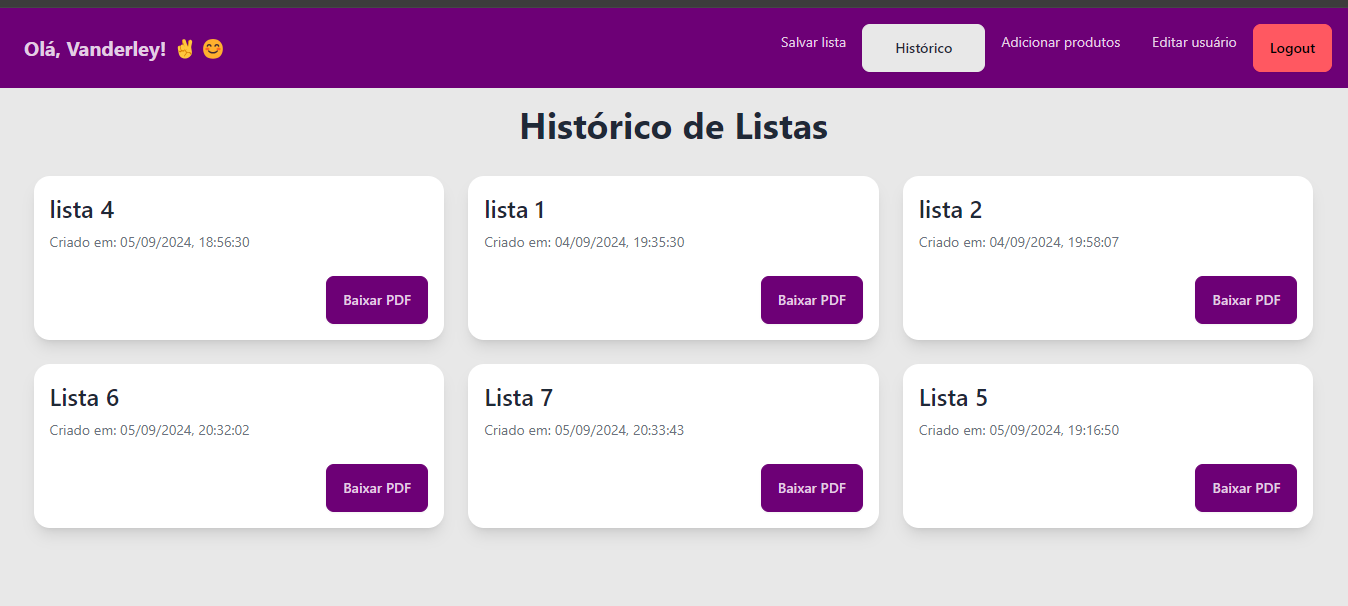 Olá, Vanderley! ✌️ 😊
Salvar lista
Histórico
Adicionar produtos
Editar usuário
Logout
Histórico de Listas
lista 4
Criado em: 05/09/2024, 18:56:30
Baixar PDF
lista 1
Criado em: 04/09/2024, 19:35:30
Baixar PDF
lista 2
Criado em: 04/09/2024, 19:58:07
Baixar PDF
Lista 6
Criado em: 05/09/2024, 20:32:02
Baixar PDF
Lista 7
Criado em: 05/09/2024, 20:33:43
Baixar PDF
Lista 5
Criado em: 05/09/2024, 19:16:50
Baixar PDF